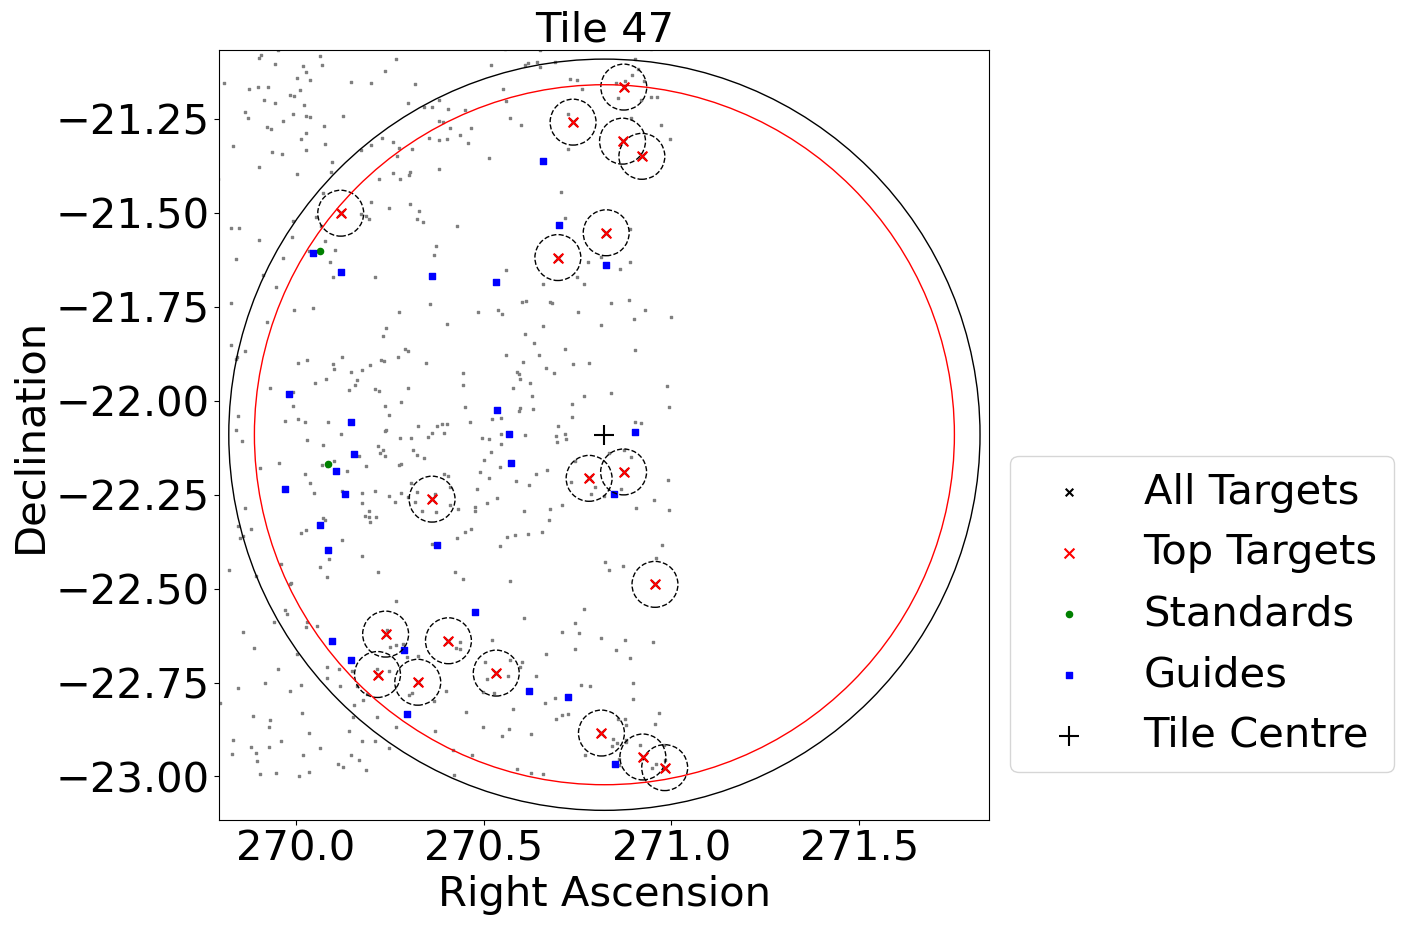 Tile 47
−21.25
−21.50
−21.75
−22.00
−22.25
−22.50
−22.75
−23.00
Declination
270.0 270.5 271.0 271.5
Right Ascension
All Targets
Top Targets
Standards
Guides
Tile Centre